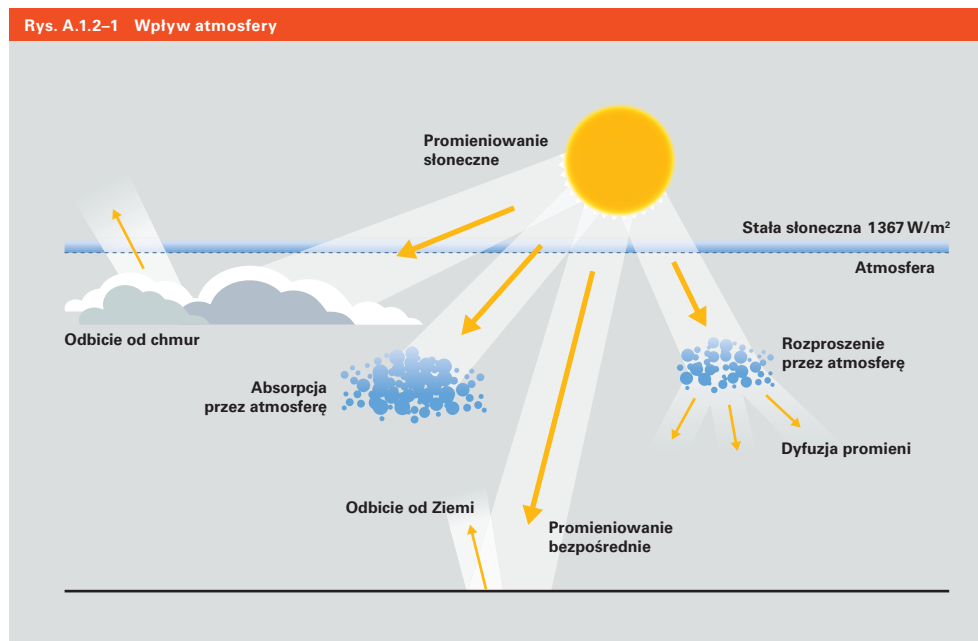 Rys. A.1.2–1 Wpływ atmosfery
Promieniowanie
słoneczne
Stała słoneczna 1367 W/m²
Atmosfera
Odbicie od chmur
Rozproszenie
przez atmosferę
Absorpcja
przez atmosferę
Dyfuzja promieni
Odbicie od Ziemi
Promieniowanie
bezpośrednie